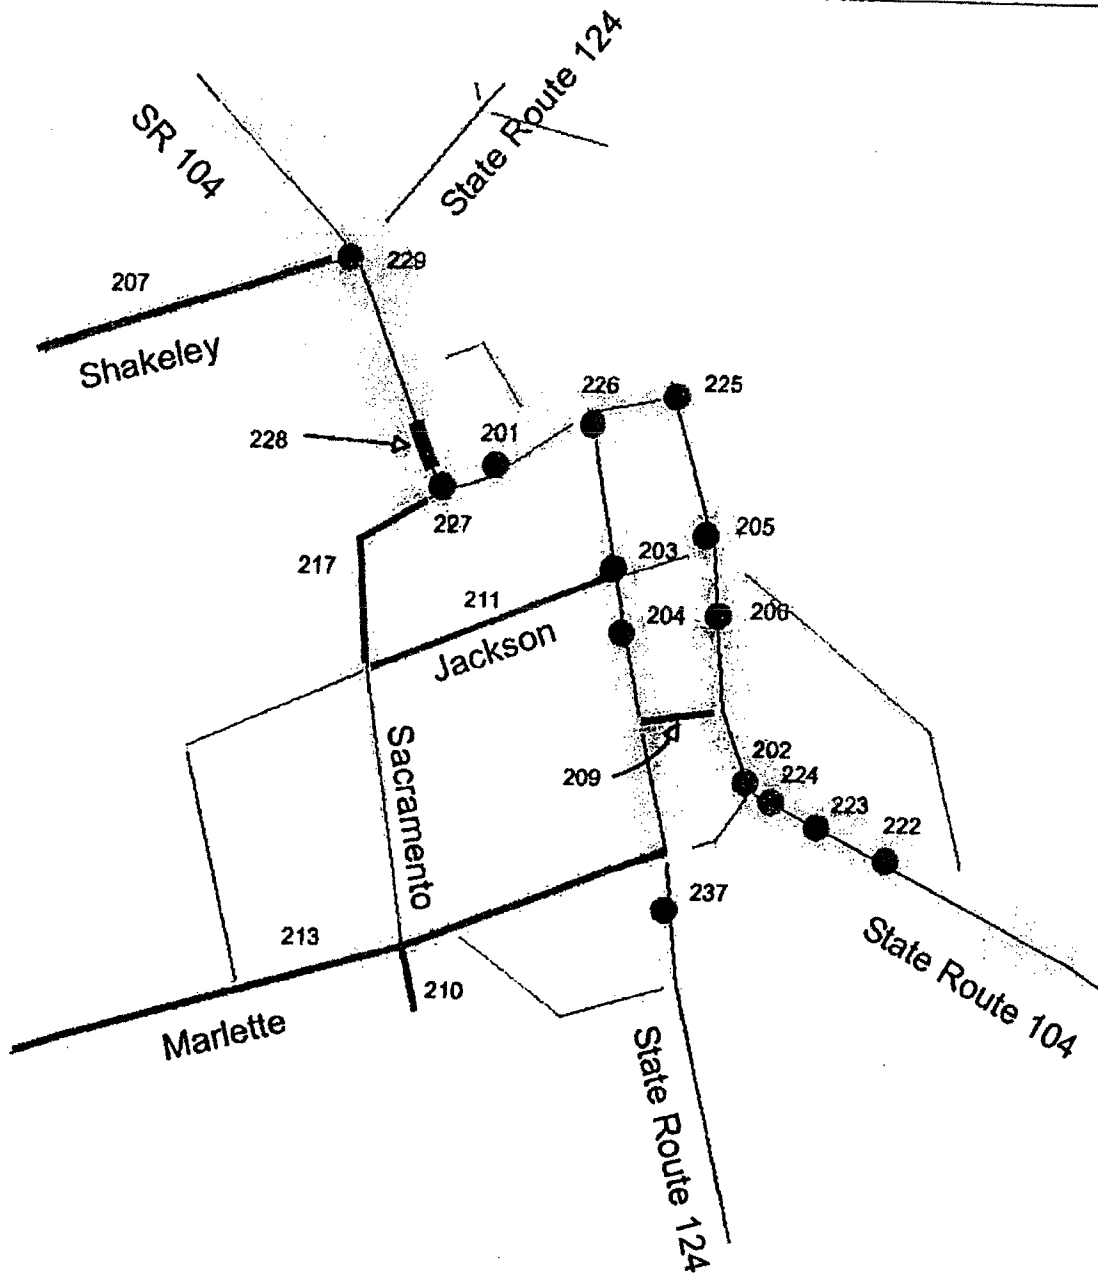 State Route 124
SR 104
229
207
Shakeley
226
225
228
201
227
205
217
203
211
204
206
Jackson
Sacramento
202
209
224
223
222
237
213
210
State Route 104
Marlette
State Route 124